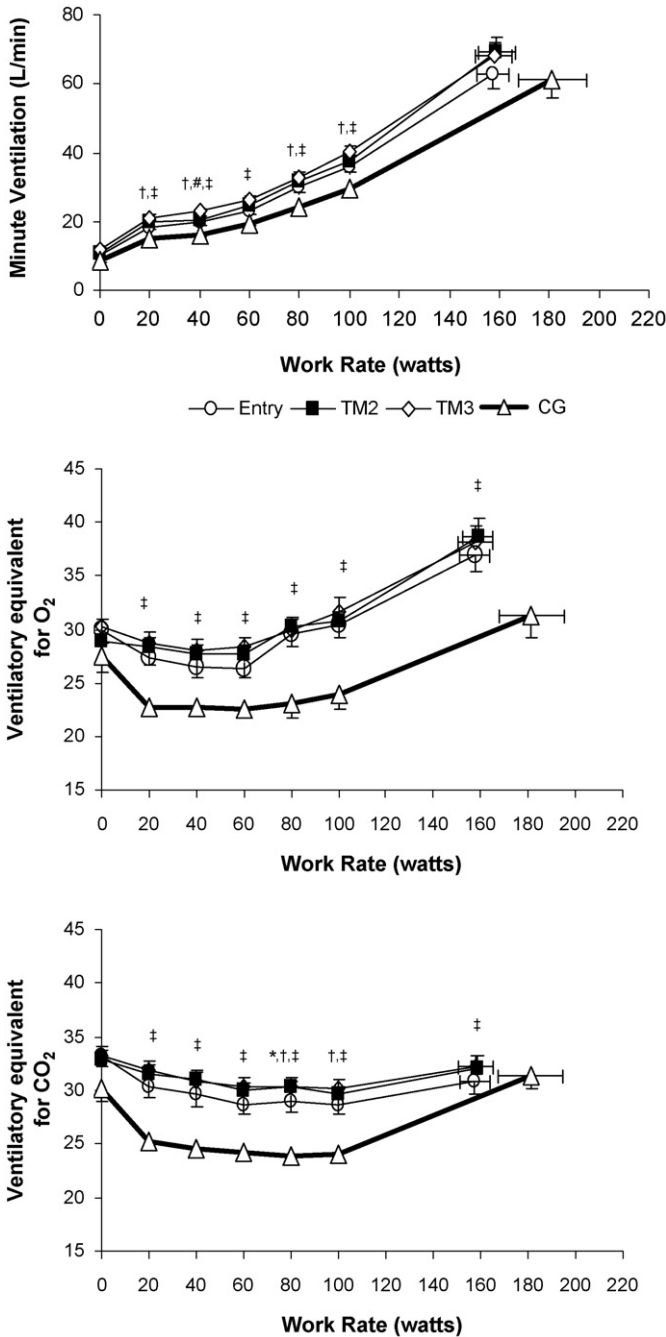 80
60
†,‡
†,‡
Minute Ventilation (L/min)
40
†,#,‡
‡
†,‡
20
0
0 20 40 60 80 100 120 140 160 180 200 220
Work Rate (watts)
Entry TM2 TM3 CG
45
‡
40
Ventilatory equivalent
for O₂
35
‡
‡
‡ ‡ ‡
30
25
20
15
0 20 40 60 80 100 120 140 160 180 200 220
Work Rate (watts)
45
40
Ventilatory equivalent
for CO₂
35
‡ ‡ ‡ *,†,‡ †,‡ ‡
30
25
20
15
0 20 40 60 80 100 120 140 160 180 200 220
Work Rate (watts)